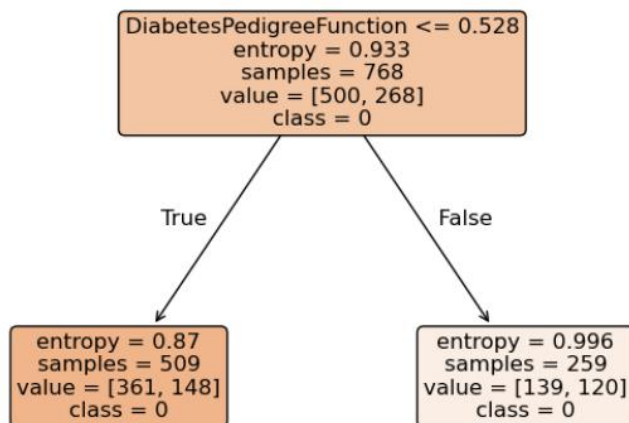 DiabetesPedigreeFunction <= 0.528
entropy = 0.933
samples = 768
value = [500, 268]
class = 0
True
False
entropy = 0.87
samples = 509
value = [361, 148]
class = 0
entropy = 0.996
samples = 259
value = [139, 120]
class = 0